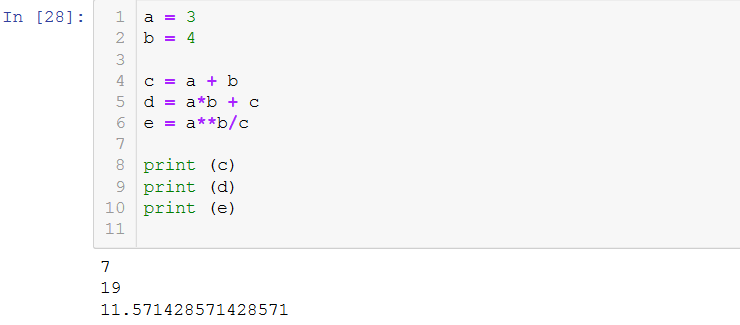 In [28]:
1 a = 3
2 b = 4
3
4 c = a + b
5 d = a*b + c
6 e = a**b/c
7
8 print (c)
9 print (d)
10 print (e)
11
7
19
11.571428571428571